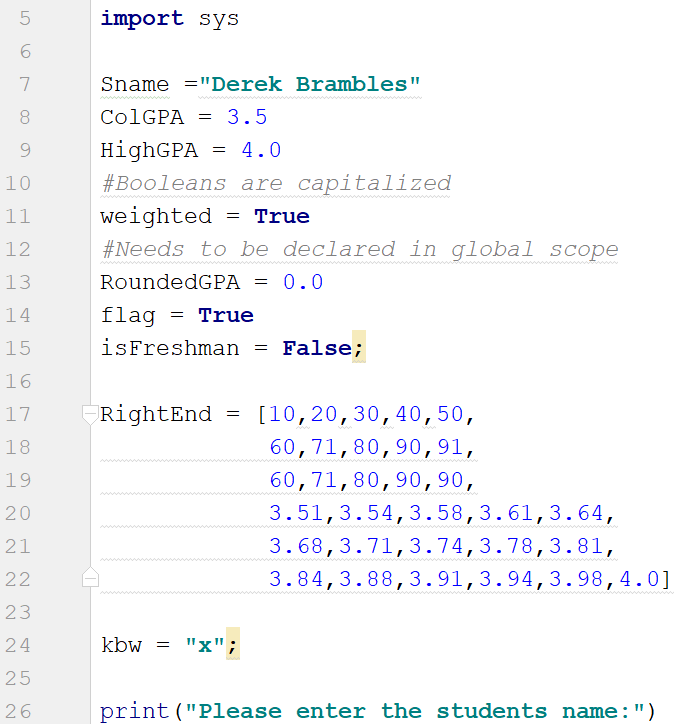 5 import sys
6
7 Sname ="Derek Brambles"
8 ColGPA = 3.5
9 HighGPA = 4.0
10 #Booleans are capitalized
11 weighted = True
12 #Needs to be declared in global scope
13 RoundedGPA = 0.0
14 flag = True
15 isFreshman = False;
16
17 RightEnd = [10,20,30,40,50,
18 60,71,80,90,91,
19 60,71,80,90,90,
20 3.51,3.54,3.58,3.61,3.64,
21 3.68,3.71,3.74,3.78,3.81,
22 3.84,3.88,3.91,3.94,3.98,4.0]
23
24 kbw = "x";
25
26 print("Please enter the students name:")